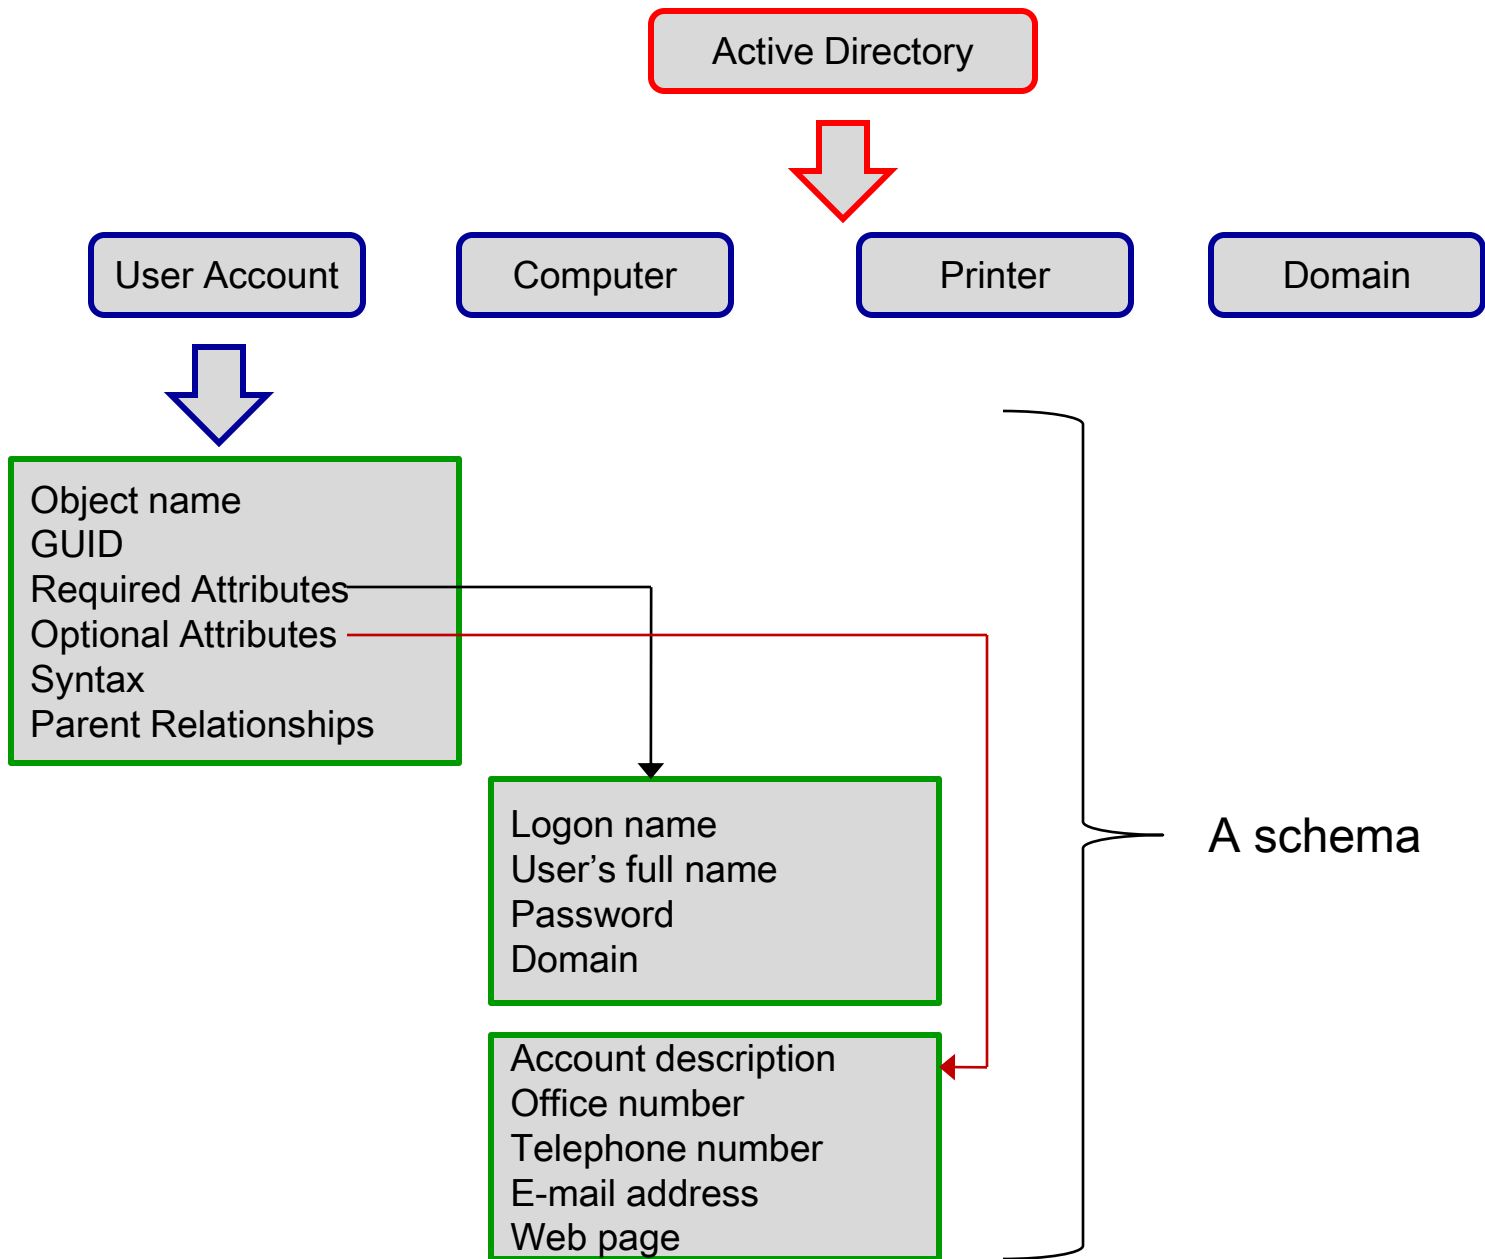 Active Directory
User Account
Computer
Printer
Domain
Object name
GUID
Required Attributes
Optional Attributes
Syntax
Parent Relationships
Logon name
User’s full name
Password
Domain
A schema
Account description
Office number
Telephone number
E-mail address
Web page